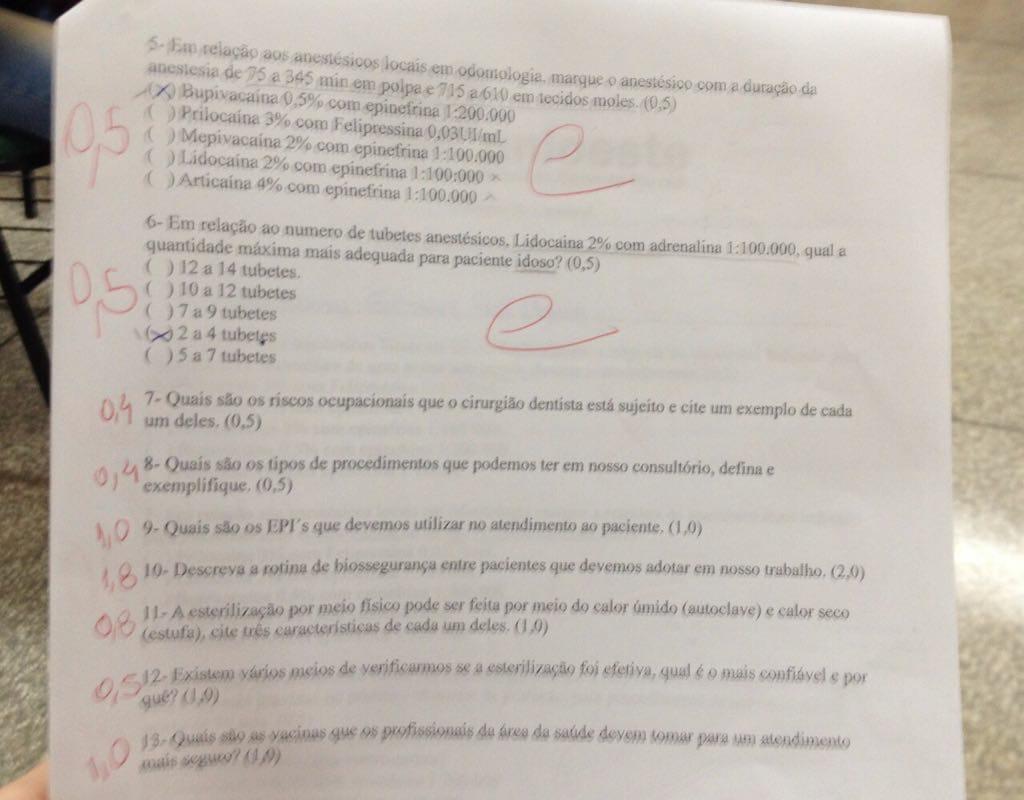 5- Em relação aos anestésicos locais em odomologia, marque o anestésico com a duração da
anestesia de 75 a 345 min em polpa e 715 a 610 em tecidos moles. (0,5)
(X) Bupivacaína 0,5% com epinefrina 1:200.000
( ) Prilocaína 3% com Felipressina 0,03UI/mL
( ) Mepivacaína 2% com epinefrina 1:100.000
( ) Lidocaína 2% com epinefrina 1:100:000
( ) Articaína 4% com epinefrina 1:100.000
0,5
e
6- Em relação ao numero de tubetes anestésicos, Lidocaina 2% com adrenalina 1:100.000, qual a
quantidade máxima mais adequada para paciente idoso? (0,5)
( ) 12 a 14 tubetes.
( ) 10 a 12 tubetes
( ) 7 a 9 tubetes
(x) 2 a 4 tubetes
( ) 5 a 7 tubetes
0,5
e
0,4 7- Quais são os riscos ocupacionais que o cirurgião dentista está sujeito e cite um exemplo de cada
um deles. (0,5)
0,4 8- Quais são os tipos de procedimentos que podemos ter em nosso consultório, defina e
exemplifique. (0,5)
1,0 9- Quais são os EPI´s que devemos utilizar no atendimento ao paciente. (1,0)
1,8 10- Descreva a rotina de biossegurança entre pacientes que devemos adotar em nosso trabalho. (2,0)
0,8 11- A esterilização por meio físico pode ser feita por meio do calor úmido (autoclave) e calor seco
(estufa), cite três características de cada um deles. (1,0)
0,5 12- Existem vários meios de verificarmos se a esterilização foi efetiva, qual é o mais confiável e por
quê? (1,0)
1,0 13- Quais são as vacinas que os profissionais da área da saúde devem tomar para um atendimento
mais seguro? (1,0)